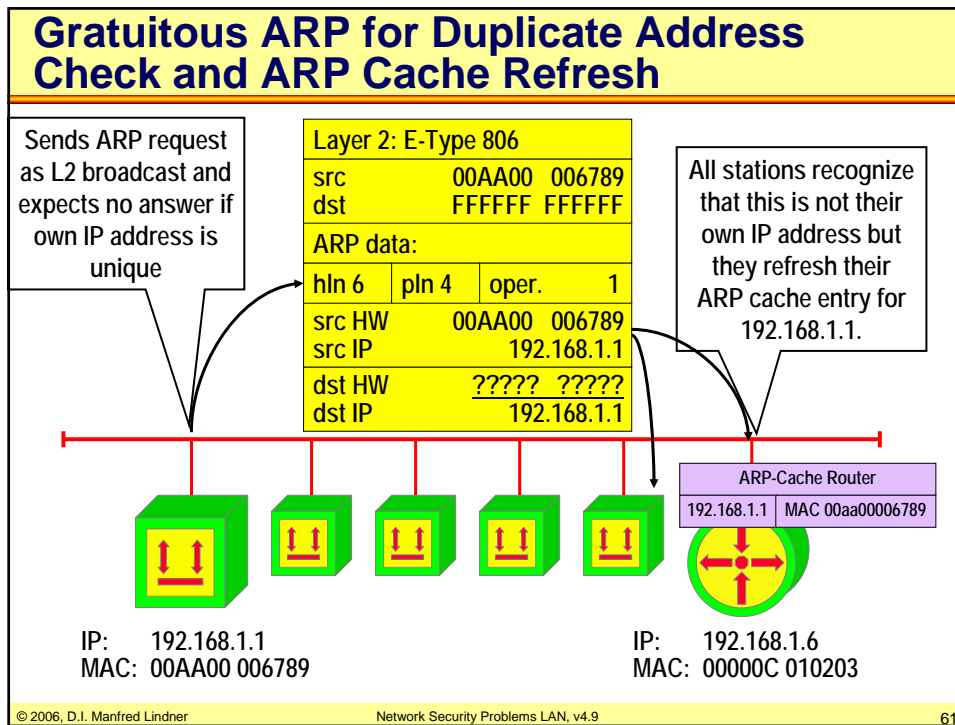 Gratuitous ARP for Duplicate Address
Check and ARP Cache Refresh
Sends ARP request
as L2 broadcast and
expects no answer if
own IP address is
unique
Layer 2: E-Type 806
src 00AA00 006789
dst FFFFFF FFFFFF
ARP data:
hln 6 pln 4 oper. 1
src HW 00AA00 006789
src IP 192.168.1.1
dst HW ????? ?????
dst IP 192.168.1.1
All stations recognize
that this is not their
own IP address but
they refresh their
ARP cache entry for
192.168.1.1.
ARP-Cache Router
192.168.1.1 MAC 00aa00006789
IP: 192.168.1.1
MAC: 00AA00 006789
IP: 192.168.1.6
MAC: 00000C 010203
© 2006, D.I. Manfred Lindner
Network Security Problems LAN, v4.9
61